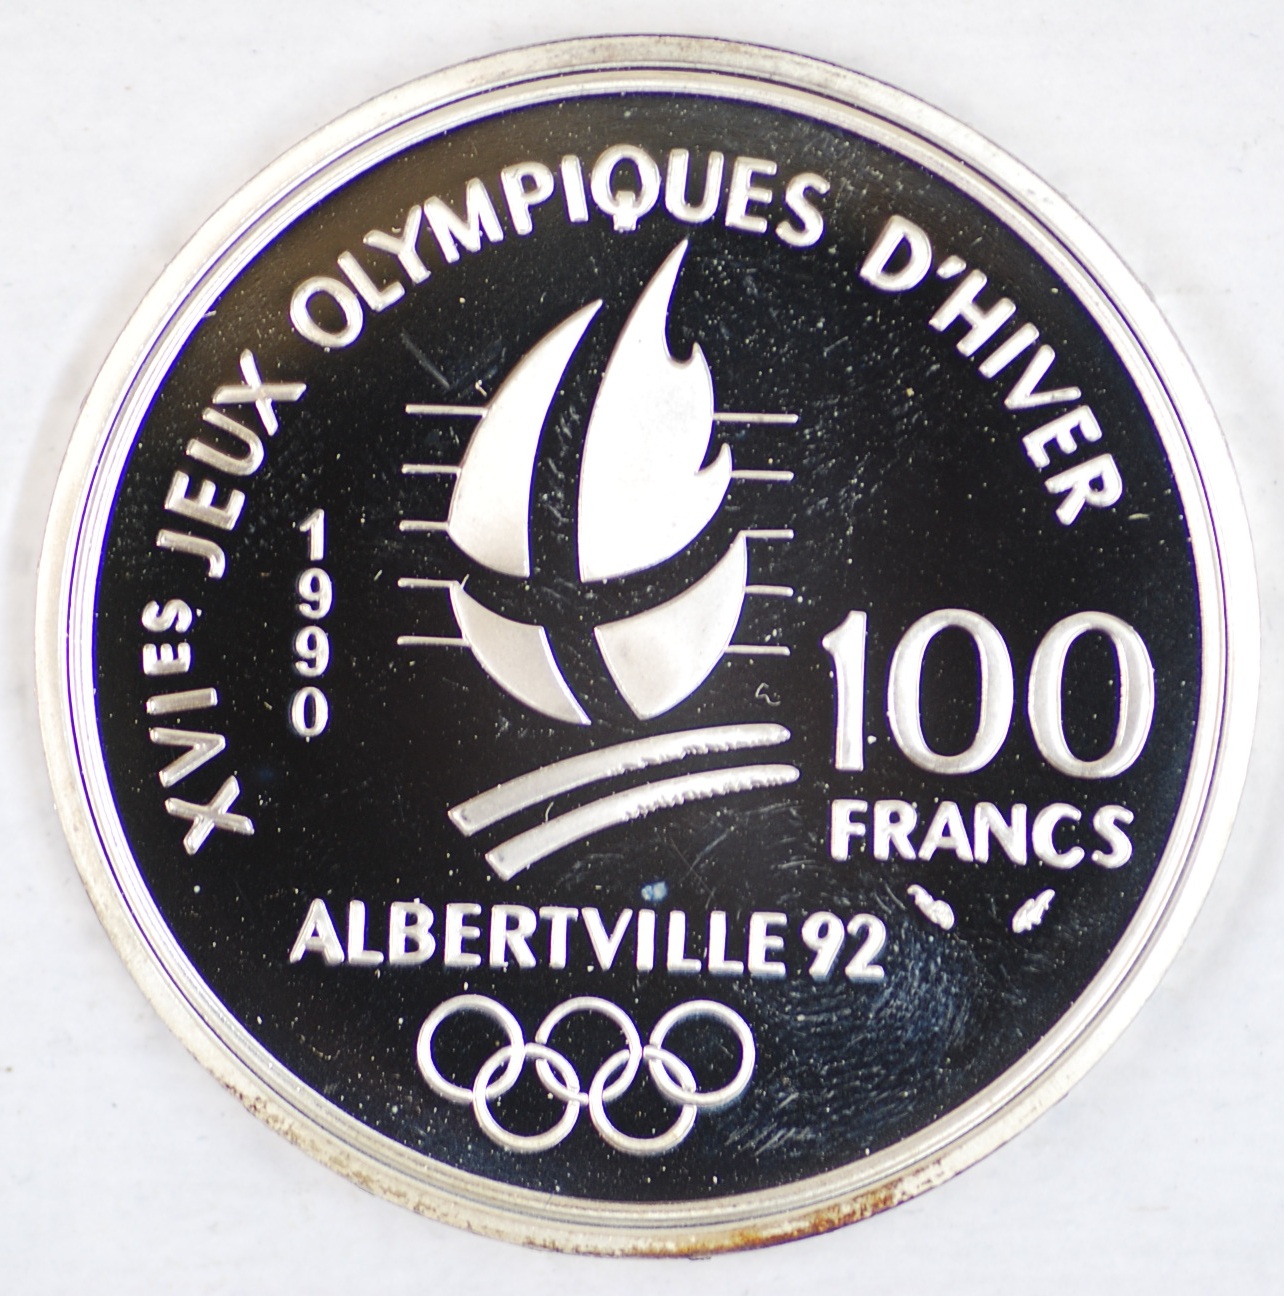 XVIES JEUX OLYMPIQUES D'HIVER
1990
100
FRANCS
ALBERTVILLE 92